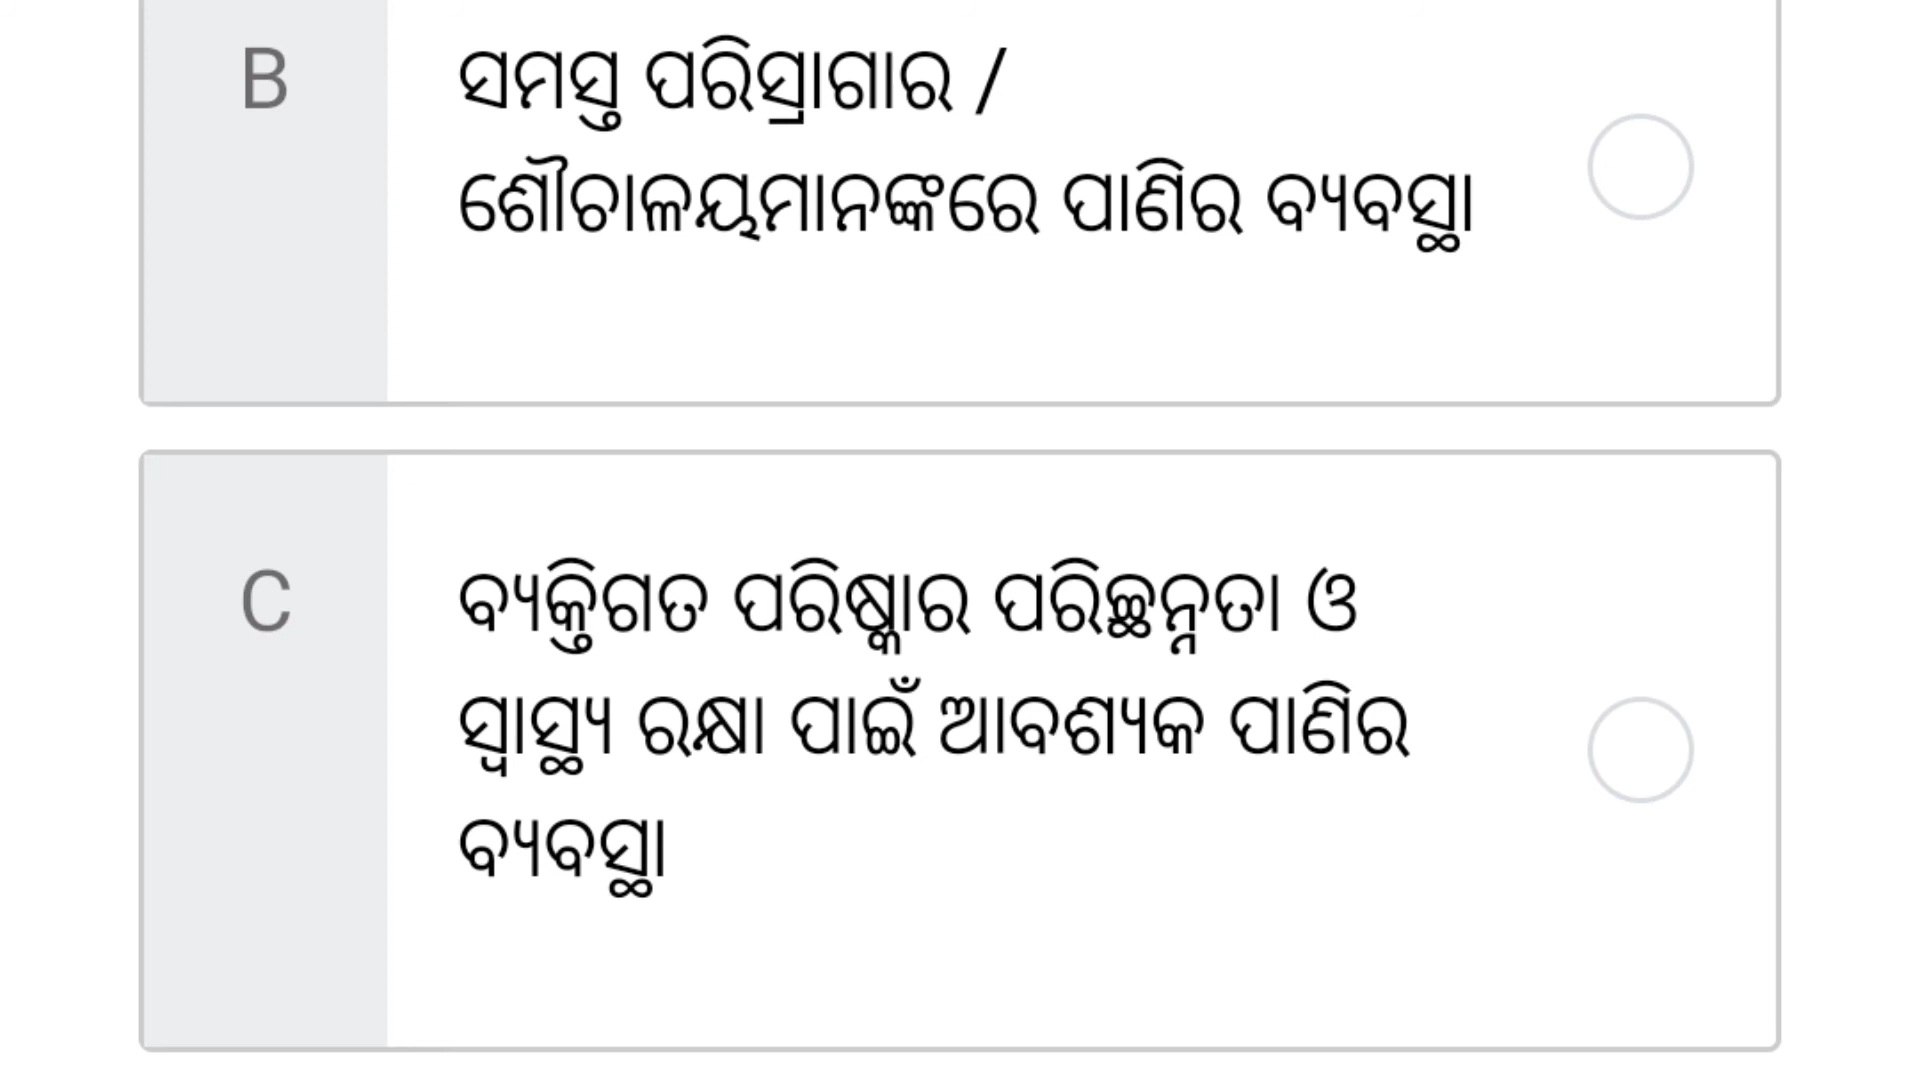 B
ସମସ୍ତ ପରିସ୍ରାଗାର /
ଶୌଚାଳୟମାନଙ୍କରେ ପାଣିର ବ୍ୟବସ୍ଥା
C
ବ୍ୟକ୍ତିଗତ ପରିଷ୍କାର ପରିଚ୍ଛନ୍ନତା ଓ
ସ୍ୱାସ୍ଥ୍ୟ ରକ୍ଷା ପାଇଁ ଆବଶ୍ୟକ ପାଣିର
ବ୍ୟବସ୍ଥା